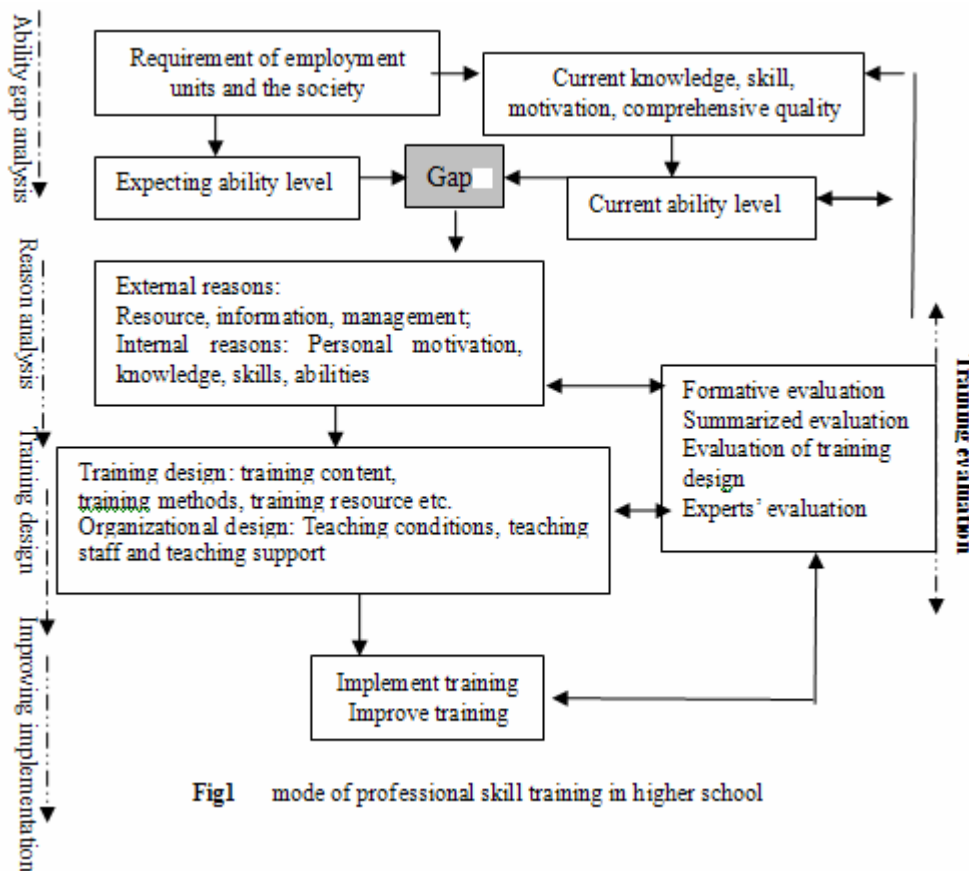 Ability gap analysis
Requirement of employment
units and the society
Current knowledge, skill,
motivation, comprehensive quality
Expecting ability level
Gap
Current ability level
Reason analysis
External reasons:
Resource, information, management;
Internal reasons: Personal motivation,
knowledge, skills, abilities
Formative evaluation
Summarized evaluation
Evaluation of training
design
Experts' evaluation
Training evaluation
Training design
Training design: training content,
training methods, training resource etc.
Organizational design: Teaching conditions, teaching
staff and teaching support
Improving implementation
Implement training
Improve training
Fig1 mode of professional skill training in higher school